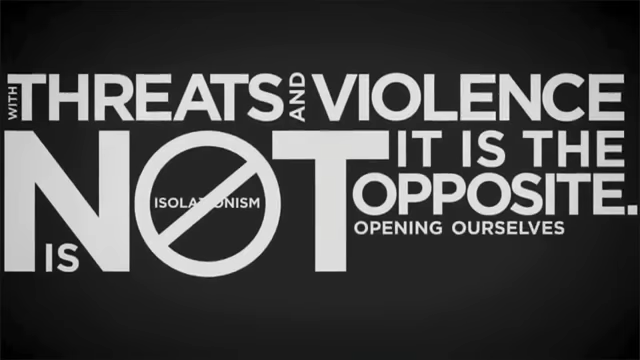 WITH THREATS AND VIOLENCE
IS NOT IT IS THE
ISOLATIONISM
OPPOSITE.
OPENING OURSELVES